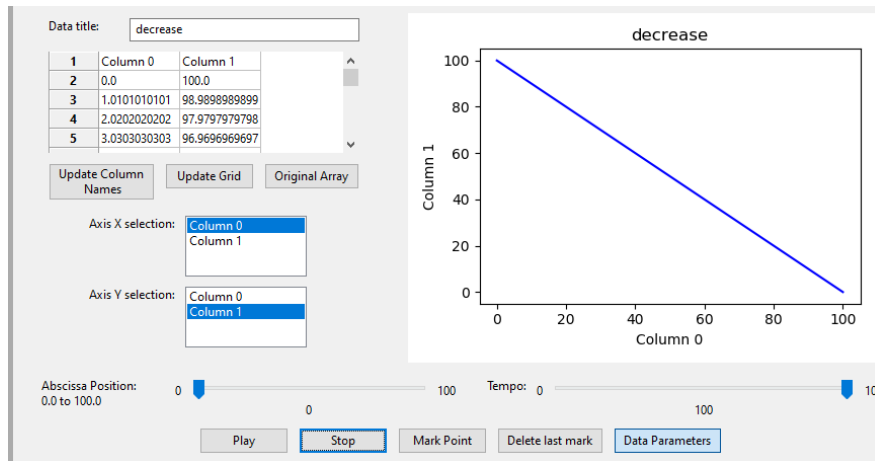 Data title: decrease
1 Column 0 Column 1
2 0.0 100.0
3 1.0101010101 98.9898989899
4 2.0202020202 97.9797979798
5 3.0303030303 96.9696969697
Update Column
Names
Update Grid
Original Array
Axis X selection:
Column 0
Column 1
Axis Y selection:
Column 0
Column 1
decrease
Column 1
100
80
60
40
20
0
0 20 40 60 80 100
Column 0
Abscissa Position:
0.0 to 100.0
0 100
0
Tempo: 0
100
Play Stop Mark Point Delete last mark Data Parameters